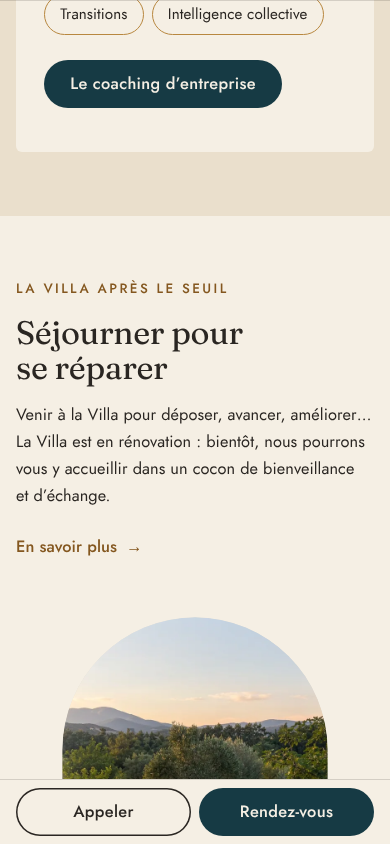 Transitions
Intelligence collective
Le coaching d’entreprise
LA VILLA APRÈS LE SEUIL
Séjourner pour
se réparer
Venir à la Villa pour déposer, avancer, améliorer…
La Villa est en rénovation : bientôt, nous pourrons
vous y accueillir dans un cocon de bienveillance
et d’échange.
En savoir plus →
Appeler
Rendez-vous